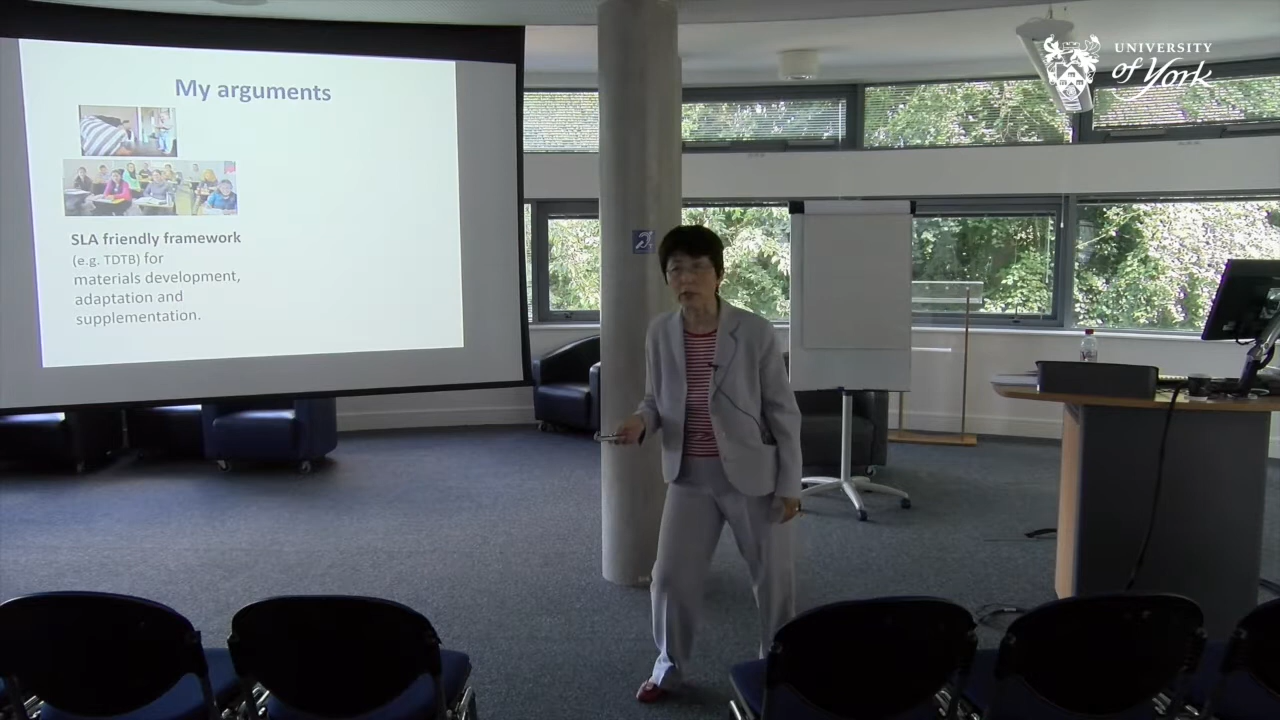 My arguments
SLA friendly framework
(e.g. TDTB) for
materials development,
adaptation and
supplementation.
UNIVERSITY
of York